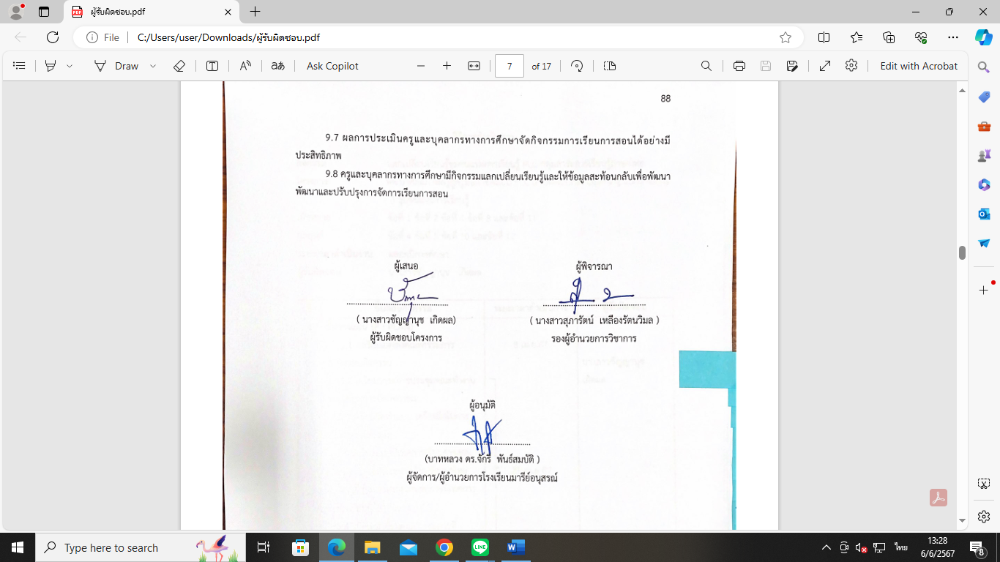 ผู้รับผิดชอบ.pdf
File
C:/Users/user/Downloads/ผู้รับผิดชอบ.pdf
Draw
Ask Copilot
7 of 17
Edit with Acrobat
88
9.7 ผลการประเมินครูและบุคลากรทางการศึกษาจัดกิจกรรมการเรียนการสอนได้อย่างมี
ประสิทธิภาพ
9.8 ครูและบุคลากรทางการศึกษามีกิจกรรมแลกเปลี่ยนเรียนรู้และให้ข้อมูลสะท้อนกลับเพื่อพัฒนา
พัฒนาและปรับปรุงการจัดการเรียนการสอน
ผู้เสนอ ผู้พิจารณา
( นางสาวชัญญานุช เกิดผล) ( นางสาวสุภารัตน์ เหลืองรัตนวิมล )
ผู้รับผิดชอบโครงการ รองผู้อำนวยการวิชาการ
ผู้อนุมัติ
(บาทหลวง ดร.จักรี พันธ์สมบัติ )
ผู้จัดการ/ผู้อำนวยการโรงเรียนมารีย์อนุสรณ์
Type here to search
ไทย
13:28
6/6/2567
8